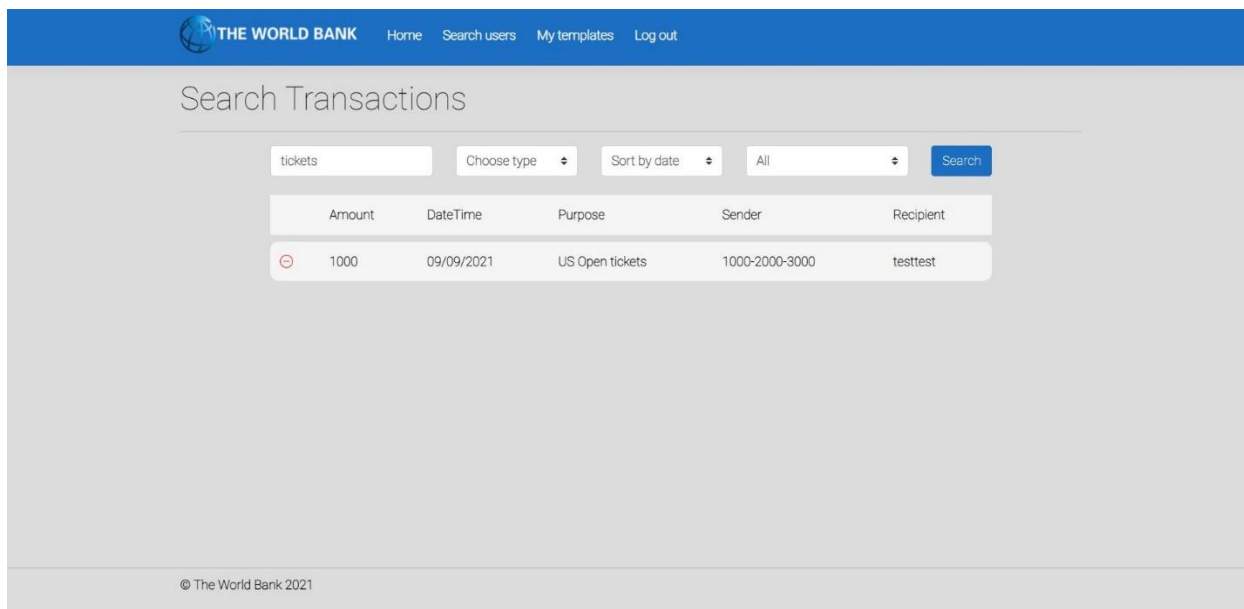 THE WORLD BANK Home Search users My templates Log out
Search Transactions
tickets Choose type Sort by date All Search
Amount DateTime Purpose Sender Recipient
1000 09/09/2021 US Open tickets 1000-2000-3000 testtest
© The World Bank 2021